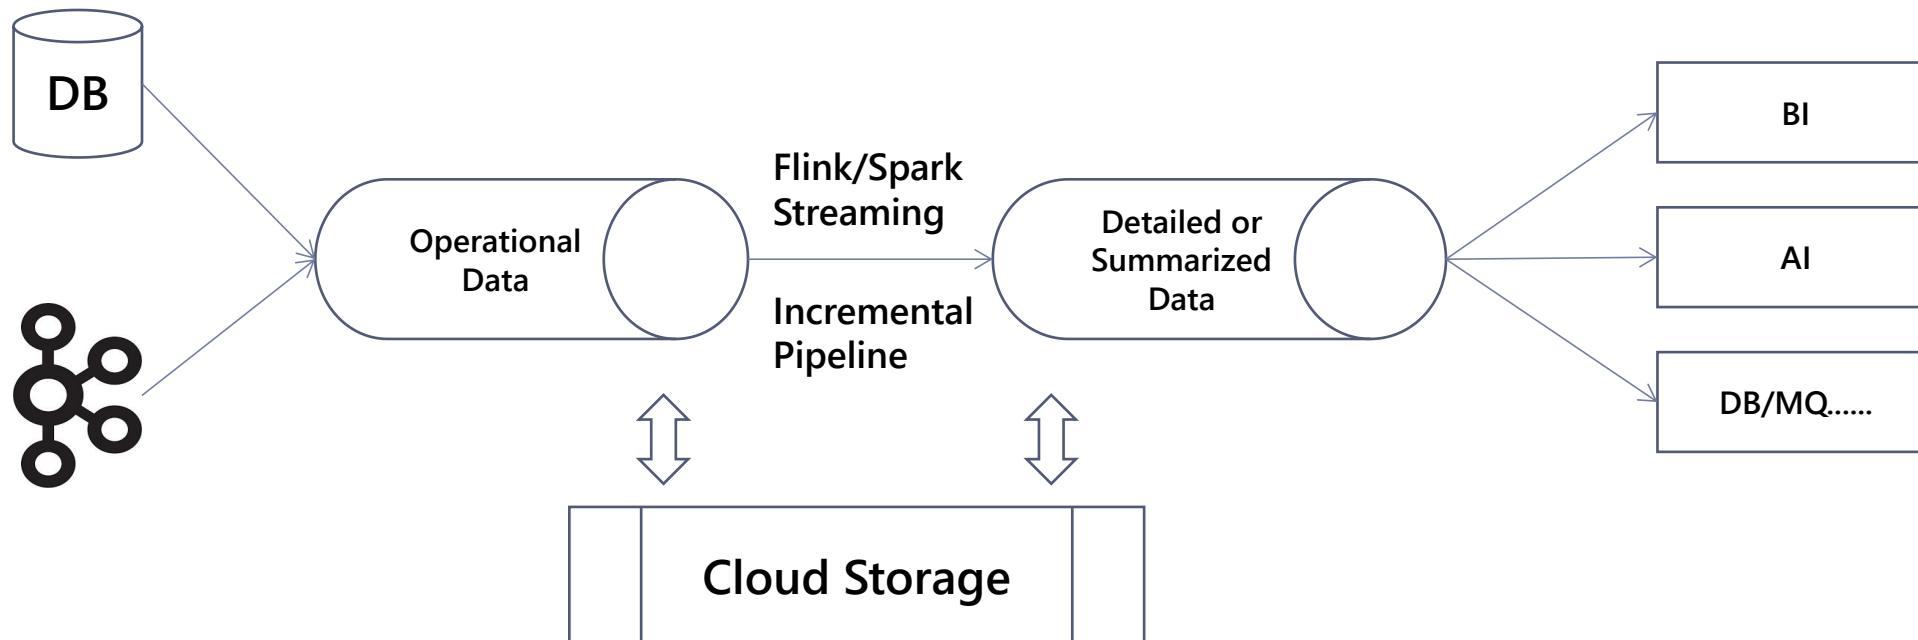 DB
Operational
Data
Flink/Spark
Streaming
Incremental
Pipeline
Detailed or
Summarized
Data
BI
AI
DB/MQ......
Cloud Storage